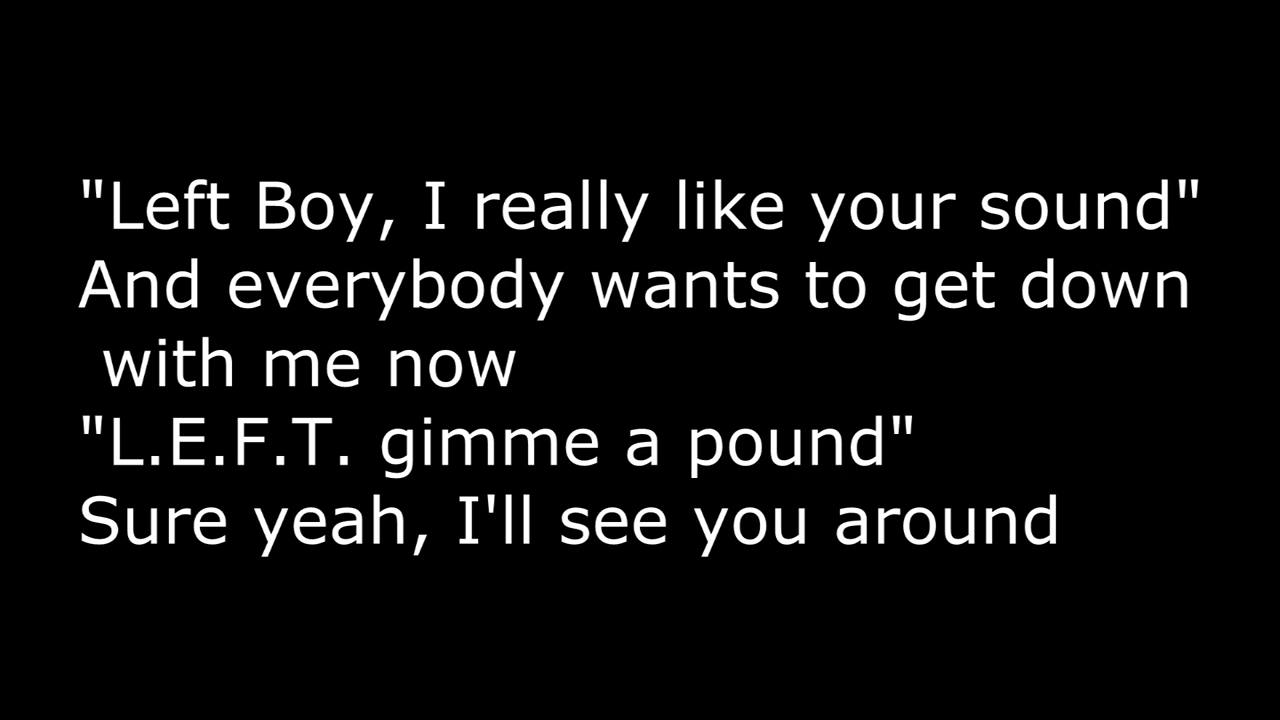 "Left Boy, I really like your sound"
And everybody wants to get down
with me now
"L.E.F.T. gimme a pound"
Sure yeah, I'll see you around